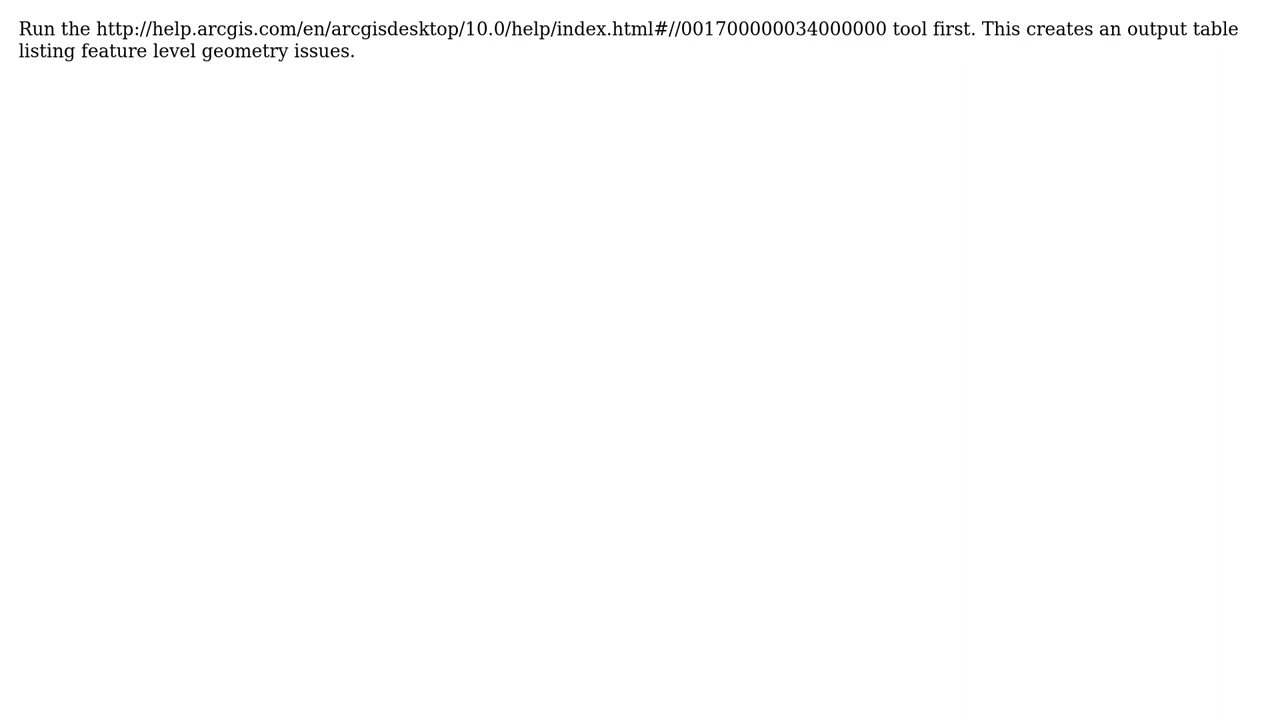 Run the http://help.arcgis.com/en/arcgisdesktop/10.0/help/index.html#//001700000034000000 tool first. This creates an output table
listing feature level geometry issues.